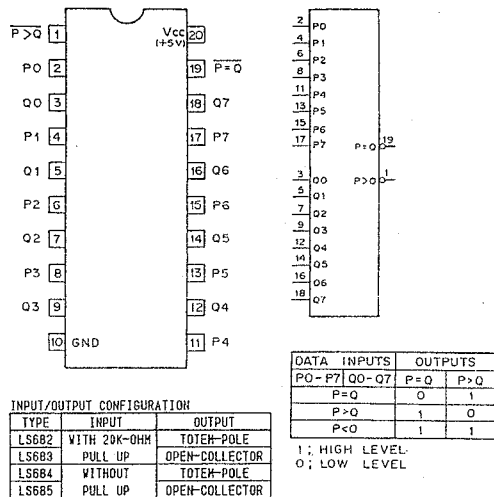 P>Q 1 Vcc 20 2 P0
(+5V) 4 P1
P0 2 19 P=Q 6 P2
8 P3
Q0 3 18 Q7 11 P4
13 P5
P1 4 17 P7 15 P6
17 P7 P=Q 19
Q1 5 16 Q6
3 Q0 P>Q 1
P2 6 15 P6 5 Q1
7 Q2
Q2 7 14 Q5 9 Q3
12 Q4
P3 8 13 P5 14 Q5
16 Q6
Q3 9 12 Q4 18 Q7
10 GND 11 P4
DATA INPUTS OUTPUTS
P0-P7 Q0-Q7 P=Q P>Q
P=Q 0 1
P>Q 1 0
P<Q 1 1
1; HIGH LEVEL
0; LOW LEVEL
INPUT/OUTPUT CONFIGURATION
TYPE INPUT OUTPUT
LS682 WITH 20K-OHM TOTEM-POLE
LS683 PULL UP OPEN-COLLECTOR
LS684 WITHOUT TOTEM-POLE
LS685 PULL UP OPEN-COLLECTOR